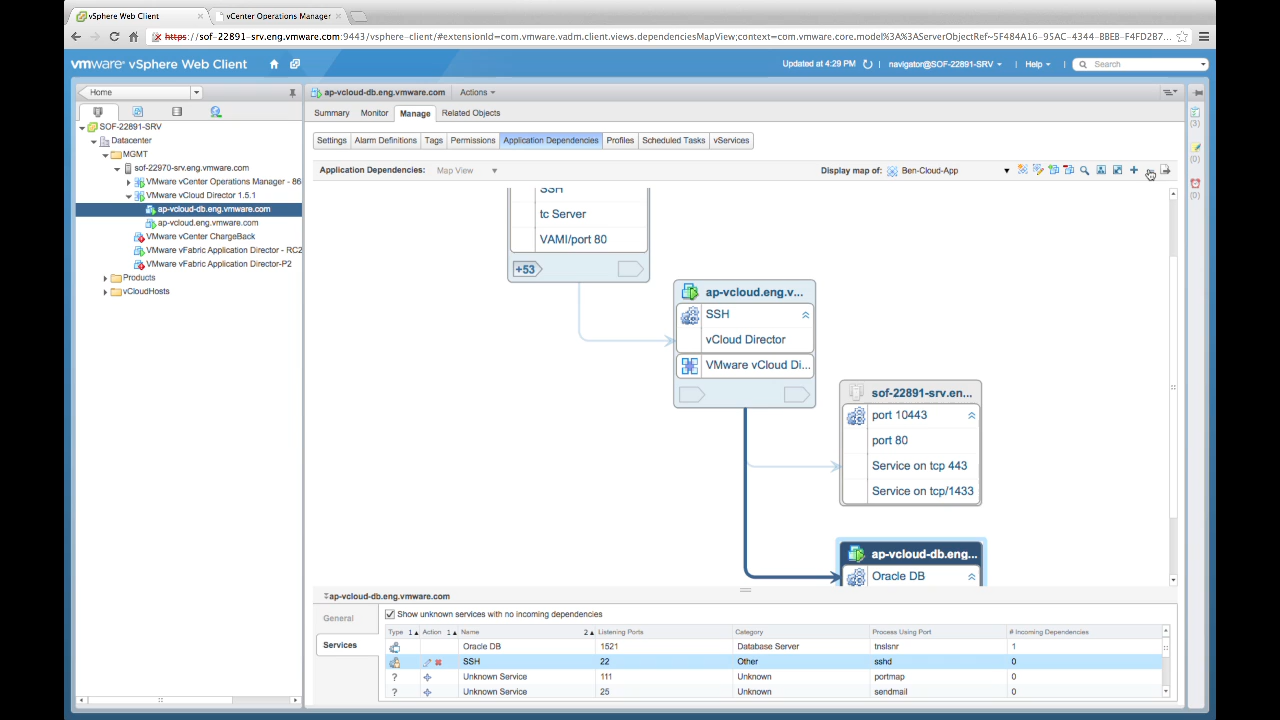 vSphere Web Client
vCenter Operations Manager
https://sof-22891-srv.eng.vmware.com:9443/vsphere-client/#extensionId=com.vmware.vadm.client.views.dependenciesMapView;context=com.vmware.core.model%3A%3AServerObjectRef~5F484A16-95AC-4344-BBEB-F4FD2B7...
vmware® vSphere Web Client
Updated at 4:29 PM
navigator@SOF-22891-SRV
Help
Search
Home
ap-vcloud-db.eng.vmware.com
Actions
Summary
Monitor
Manage
Related Objects
Settings
Alarm Definitions
Tags
Permissions
Application Dependencies
Profiles
Scheduled Tasks
vServices
SOF-22891-SRV
Datacenter
MGMT
sof-22970-srv.eng.vmware.com
VMware vCenter Operations Manager - 86
VMware vCloud Director 1.5.1
ap-vcloud-db.eng.vmware.com
ap-vcloud.eng.vmware.com
VMware vCenter ChargeBack
VMware vFabric Application Director - RC2
VMware vFabric Application Director-P2
Products
vCloudHosts
Application Dependencies: Map View
Display map of: Ben-Cloud-App
(3)
(0)
(0)
SSH
tc Server
VAMI/port 80
+53
ap-vcloud.eng.v...
SSH
vCloud Director
VMware vCloud Di...
sof-22891-srv.en...
port 10443
port 80
Service on tcp 443
Service on tcp/1433
ap-vcloud-db.eng...
Oracle DB
ap-vcloud-db.eng.vmware.com
General
Services
Show unknown services with no incoming dependencies
Type 1 Action 1 Name 2 Listening Ports Category Process Using Port # Incoming Dependencies
Oracle DB 1521 Database Server tnslsnr 1
SSH 22 Other sshd 0
? Unknown Service 111 Unknown portmap 0
? Unknown Service 25 Unknown sendmail 0